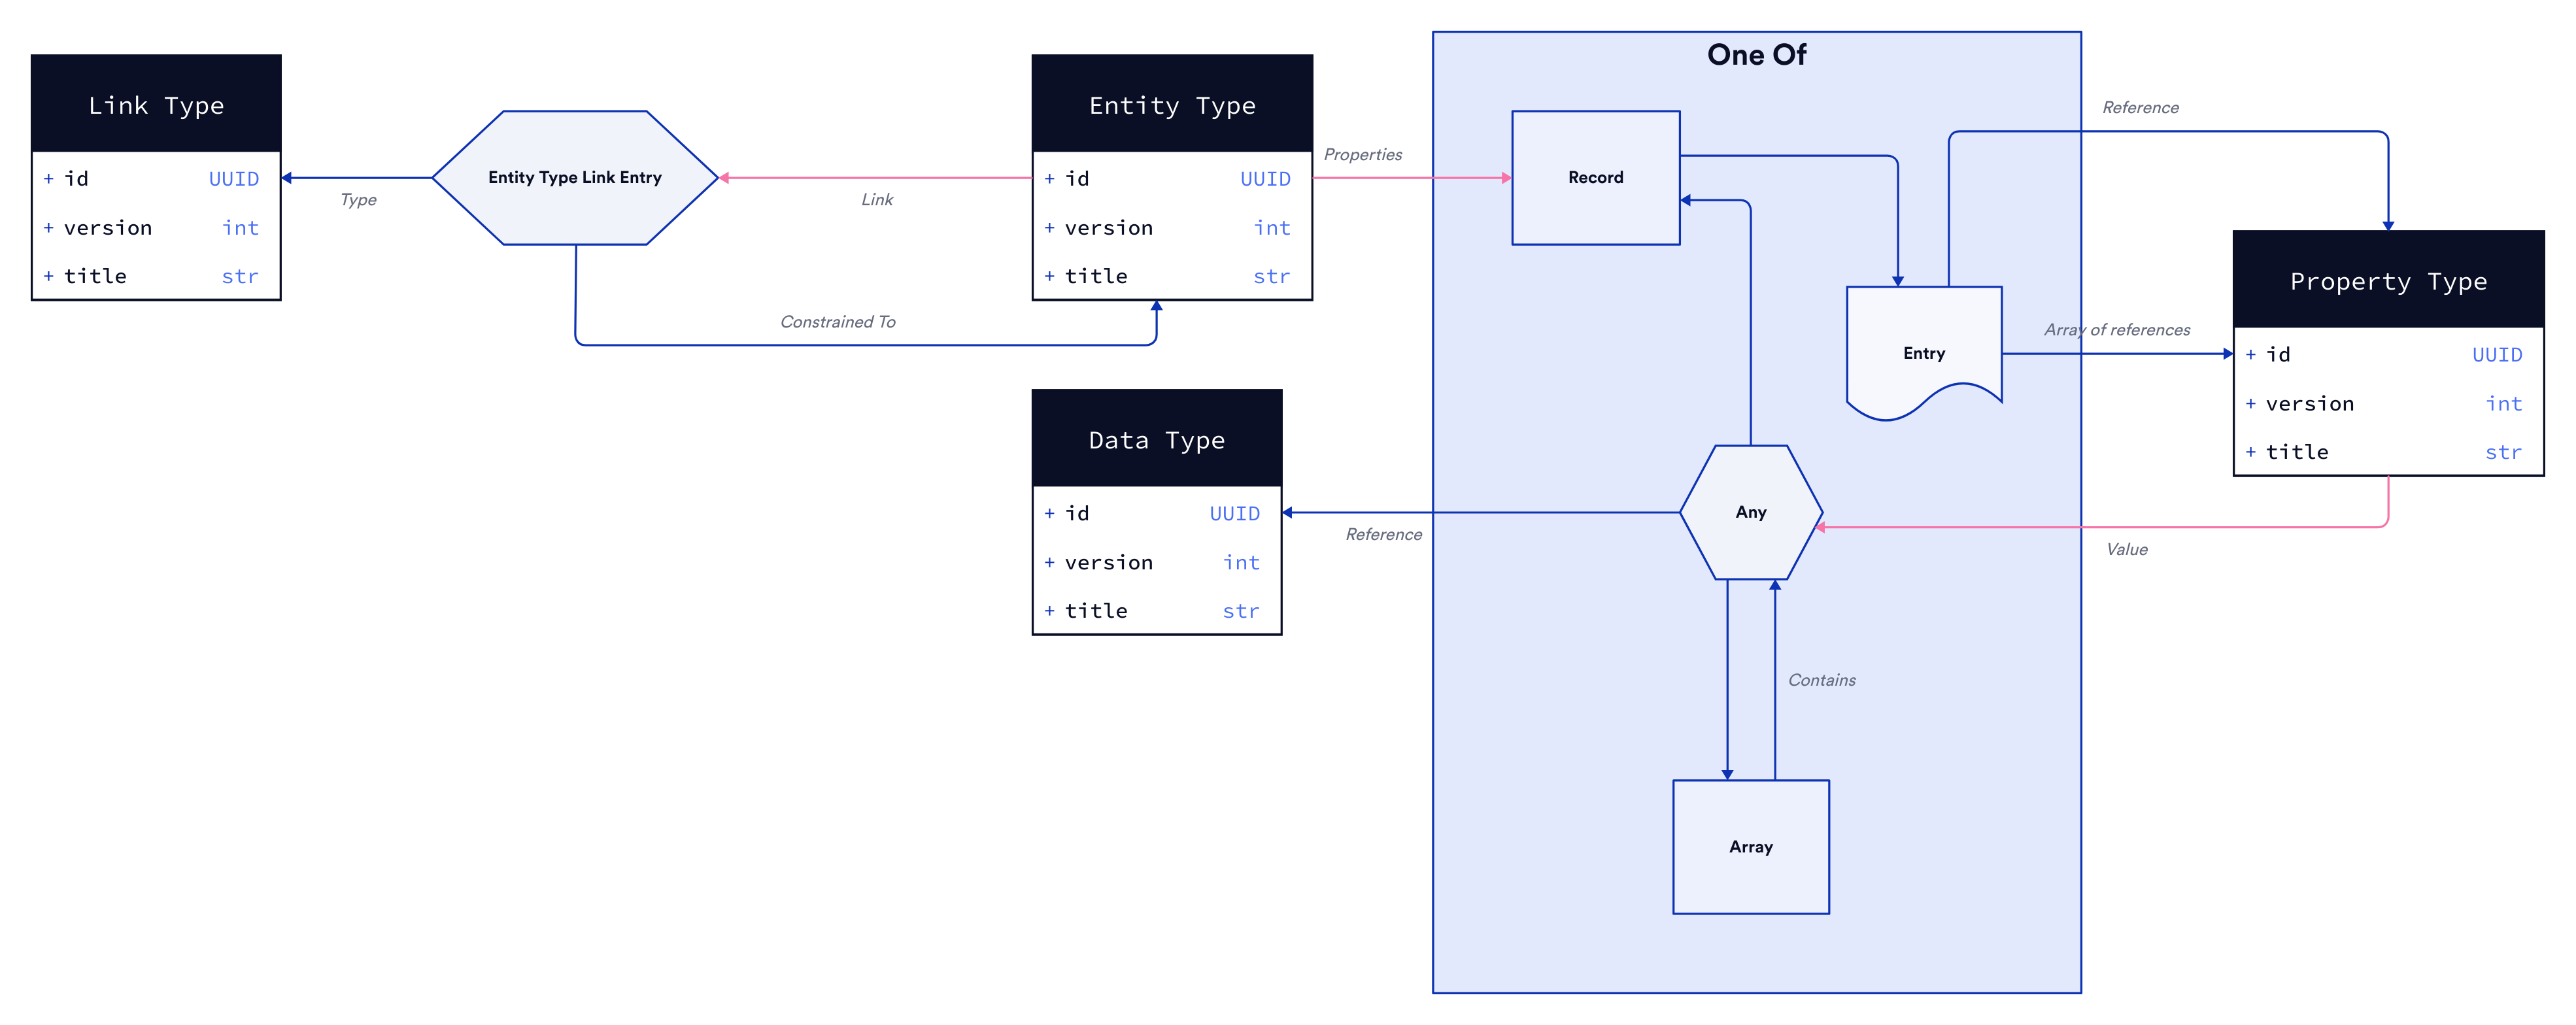 One Of
Link Type
+ id UUID
+ version int
+ title str
Type
Entity Type Link Entry
Link
Constrained To
Entity Type
+ id UUID
+ version int
+ title str
Properties
Record
Reference
Entry
Array of references
Property Type
+ id UUID
+ version int
+ title str
Data Type
+ id UUID
+ version int
+ title str
Reference
Any
Value
Contains
Array